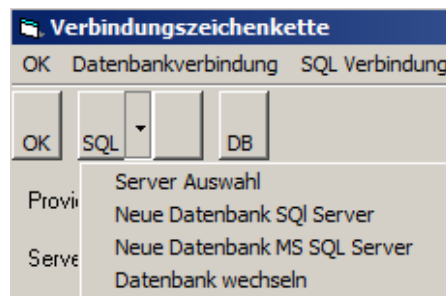 Verbindungszeichenkette
OK Datenbankverbindung SQL Verbindung
OK SQL DB
Server Auswahl
Neue Datenbank SQl Server
Neue Datenbank MS SQL Server
Datenbank wechseln